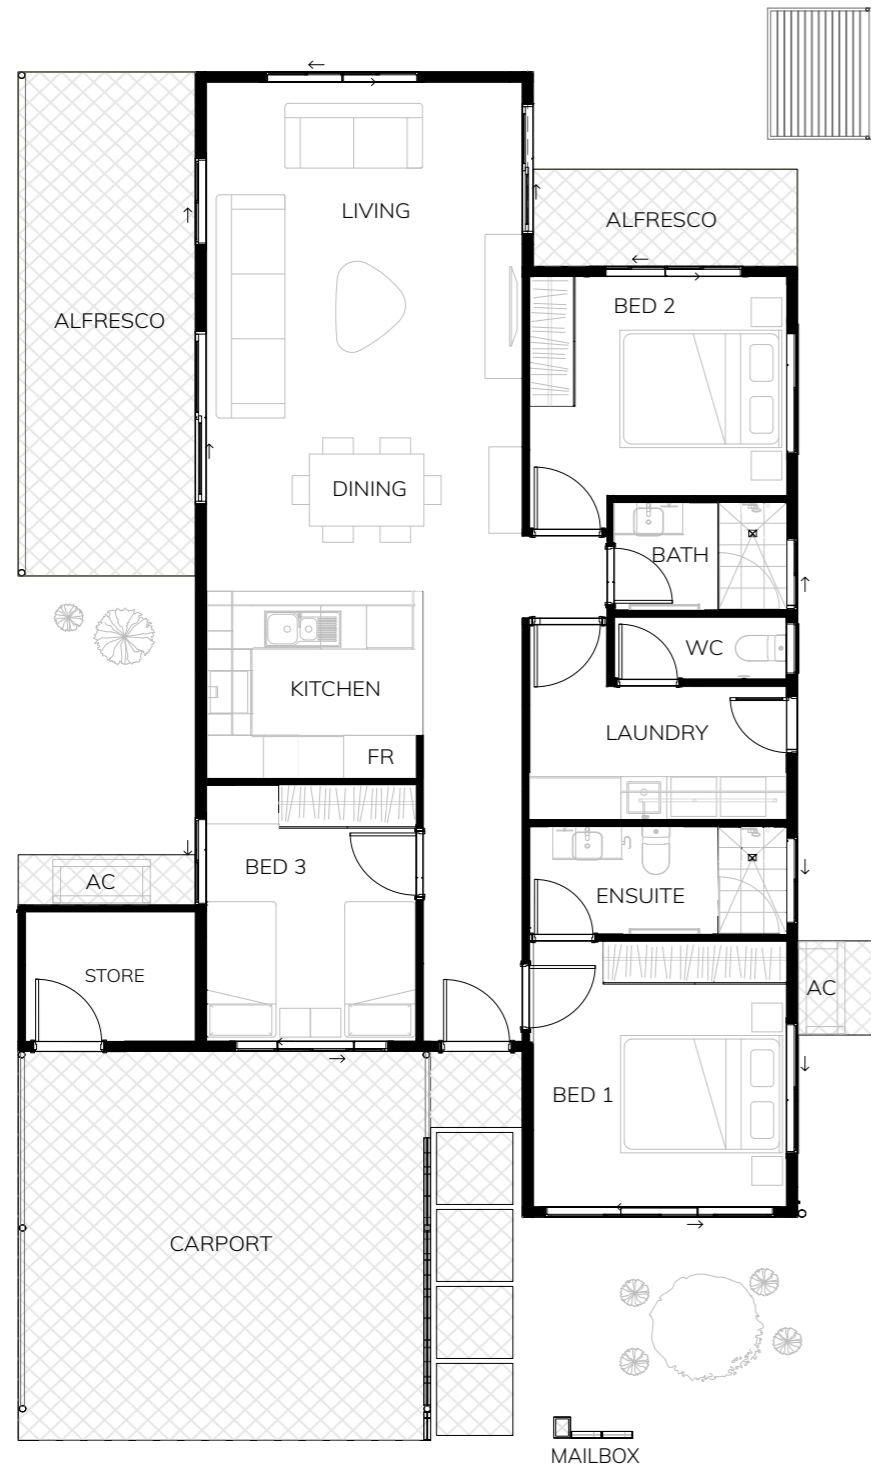 LIVING
ALFRESCO
BED 2
ALFRESCO
DINING
BATH
WC
KITCHEN
LAUNDRY
FR
BED 3
AC
ENSUITE
STORE
AC
BED 1
CARPORT
MAILBOX